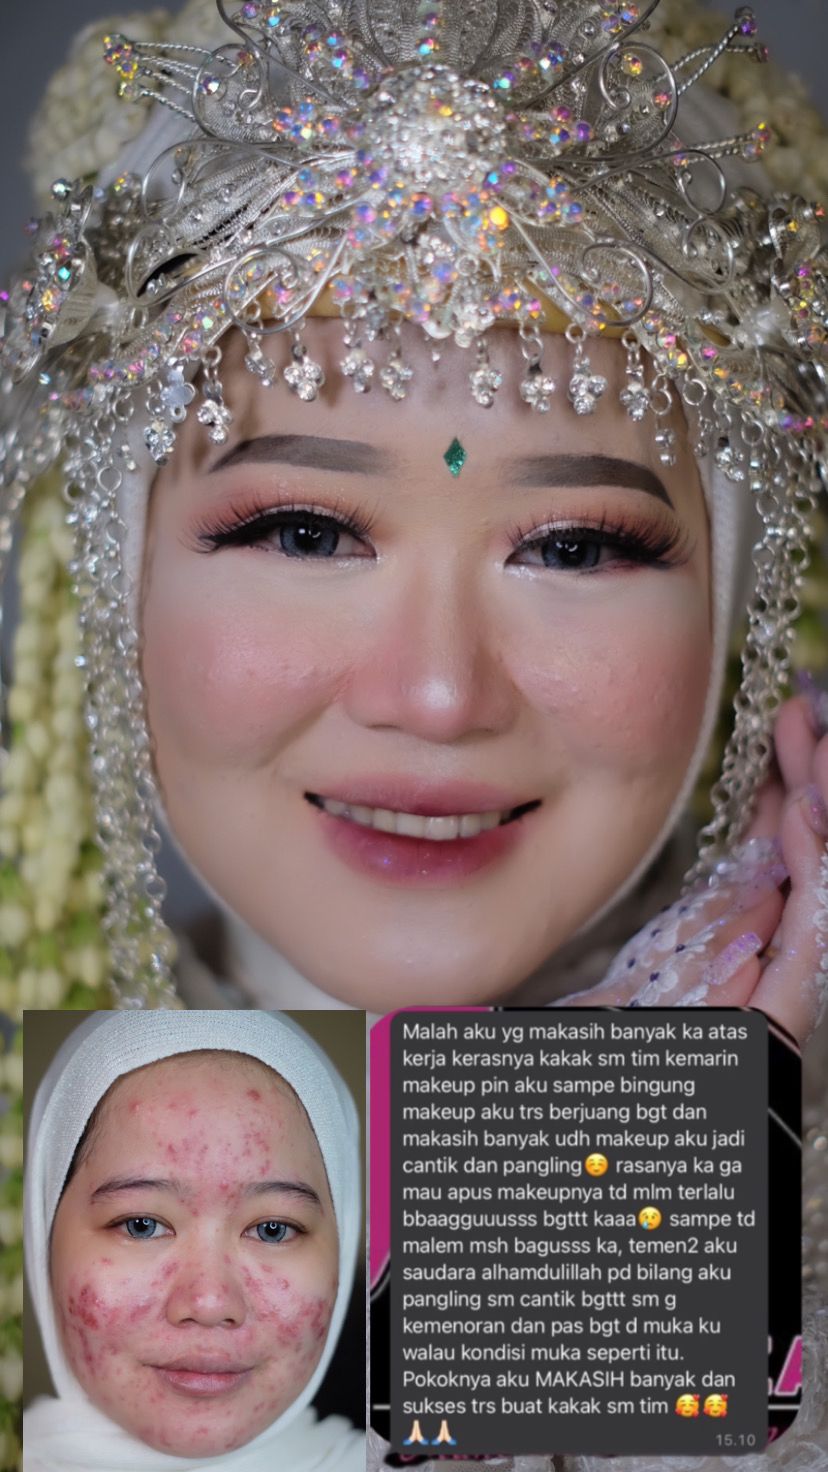 Malah aku yg makasih banyak ka atas
kerja kerasnya kakak sm tim kemarin
makeup pin aku sampe bingung
makeup aku trs berjuang bgt dan
makasih banyak udh makeup aku jadi
cantik dan pangling☺️ rasanya ka ga
mau apus makeupnya td mlm terlalu
bbaagguuusss bgttt kaaa😢 sampe td
malem msh bagusss ka, temen2 aku
saudara alhamdulillah pd bilang aku
pangling sm cantik bgttt sm g
kemenoran dan pas bgt d muka ku
walau kondisi muka seperti itu.
Pokoknya aku MAKASIH banyak dan
sukses trs buat kakak sm tim 🥰🥰
🙏🏻🙏🏻
15.10